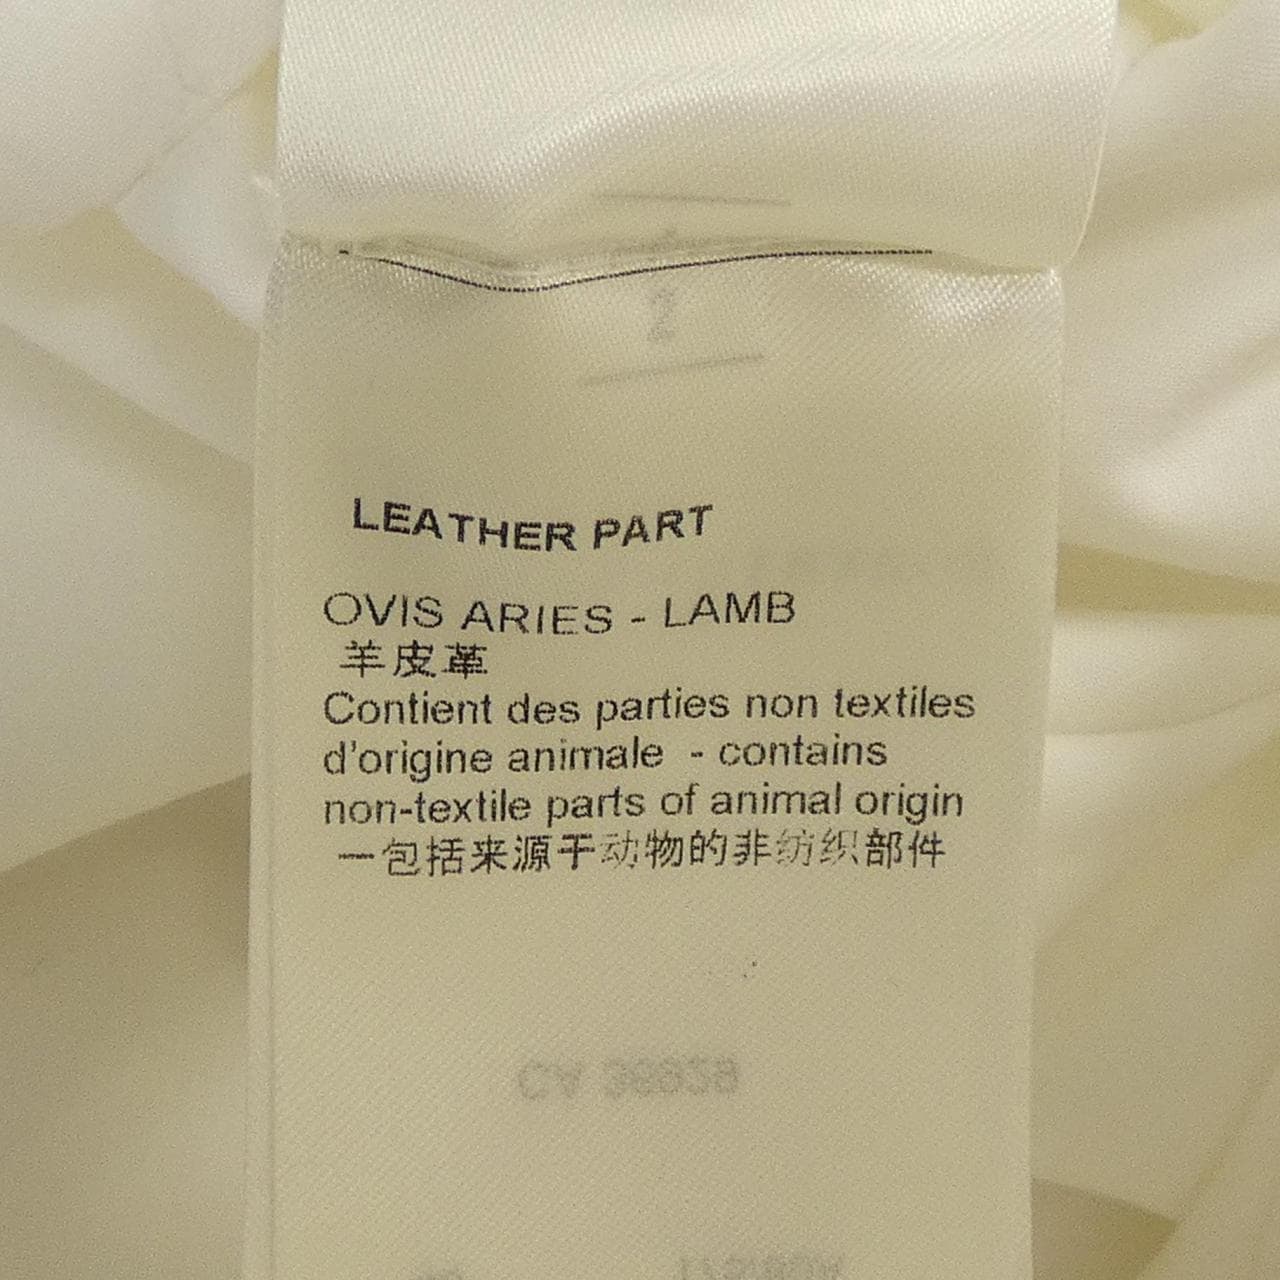 LEATHER PART
OVIS ARIES - LAMB
羊皮革
Contient des parties non textiles
d'origine animale - contains
non-textile parts of animal origin
一包括来源于动物的非纺织部件